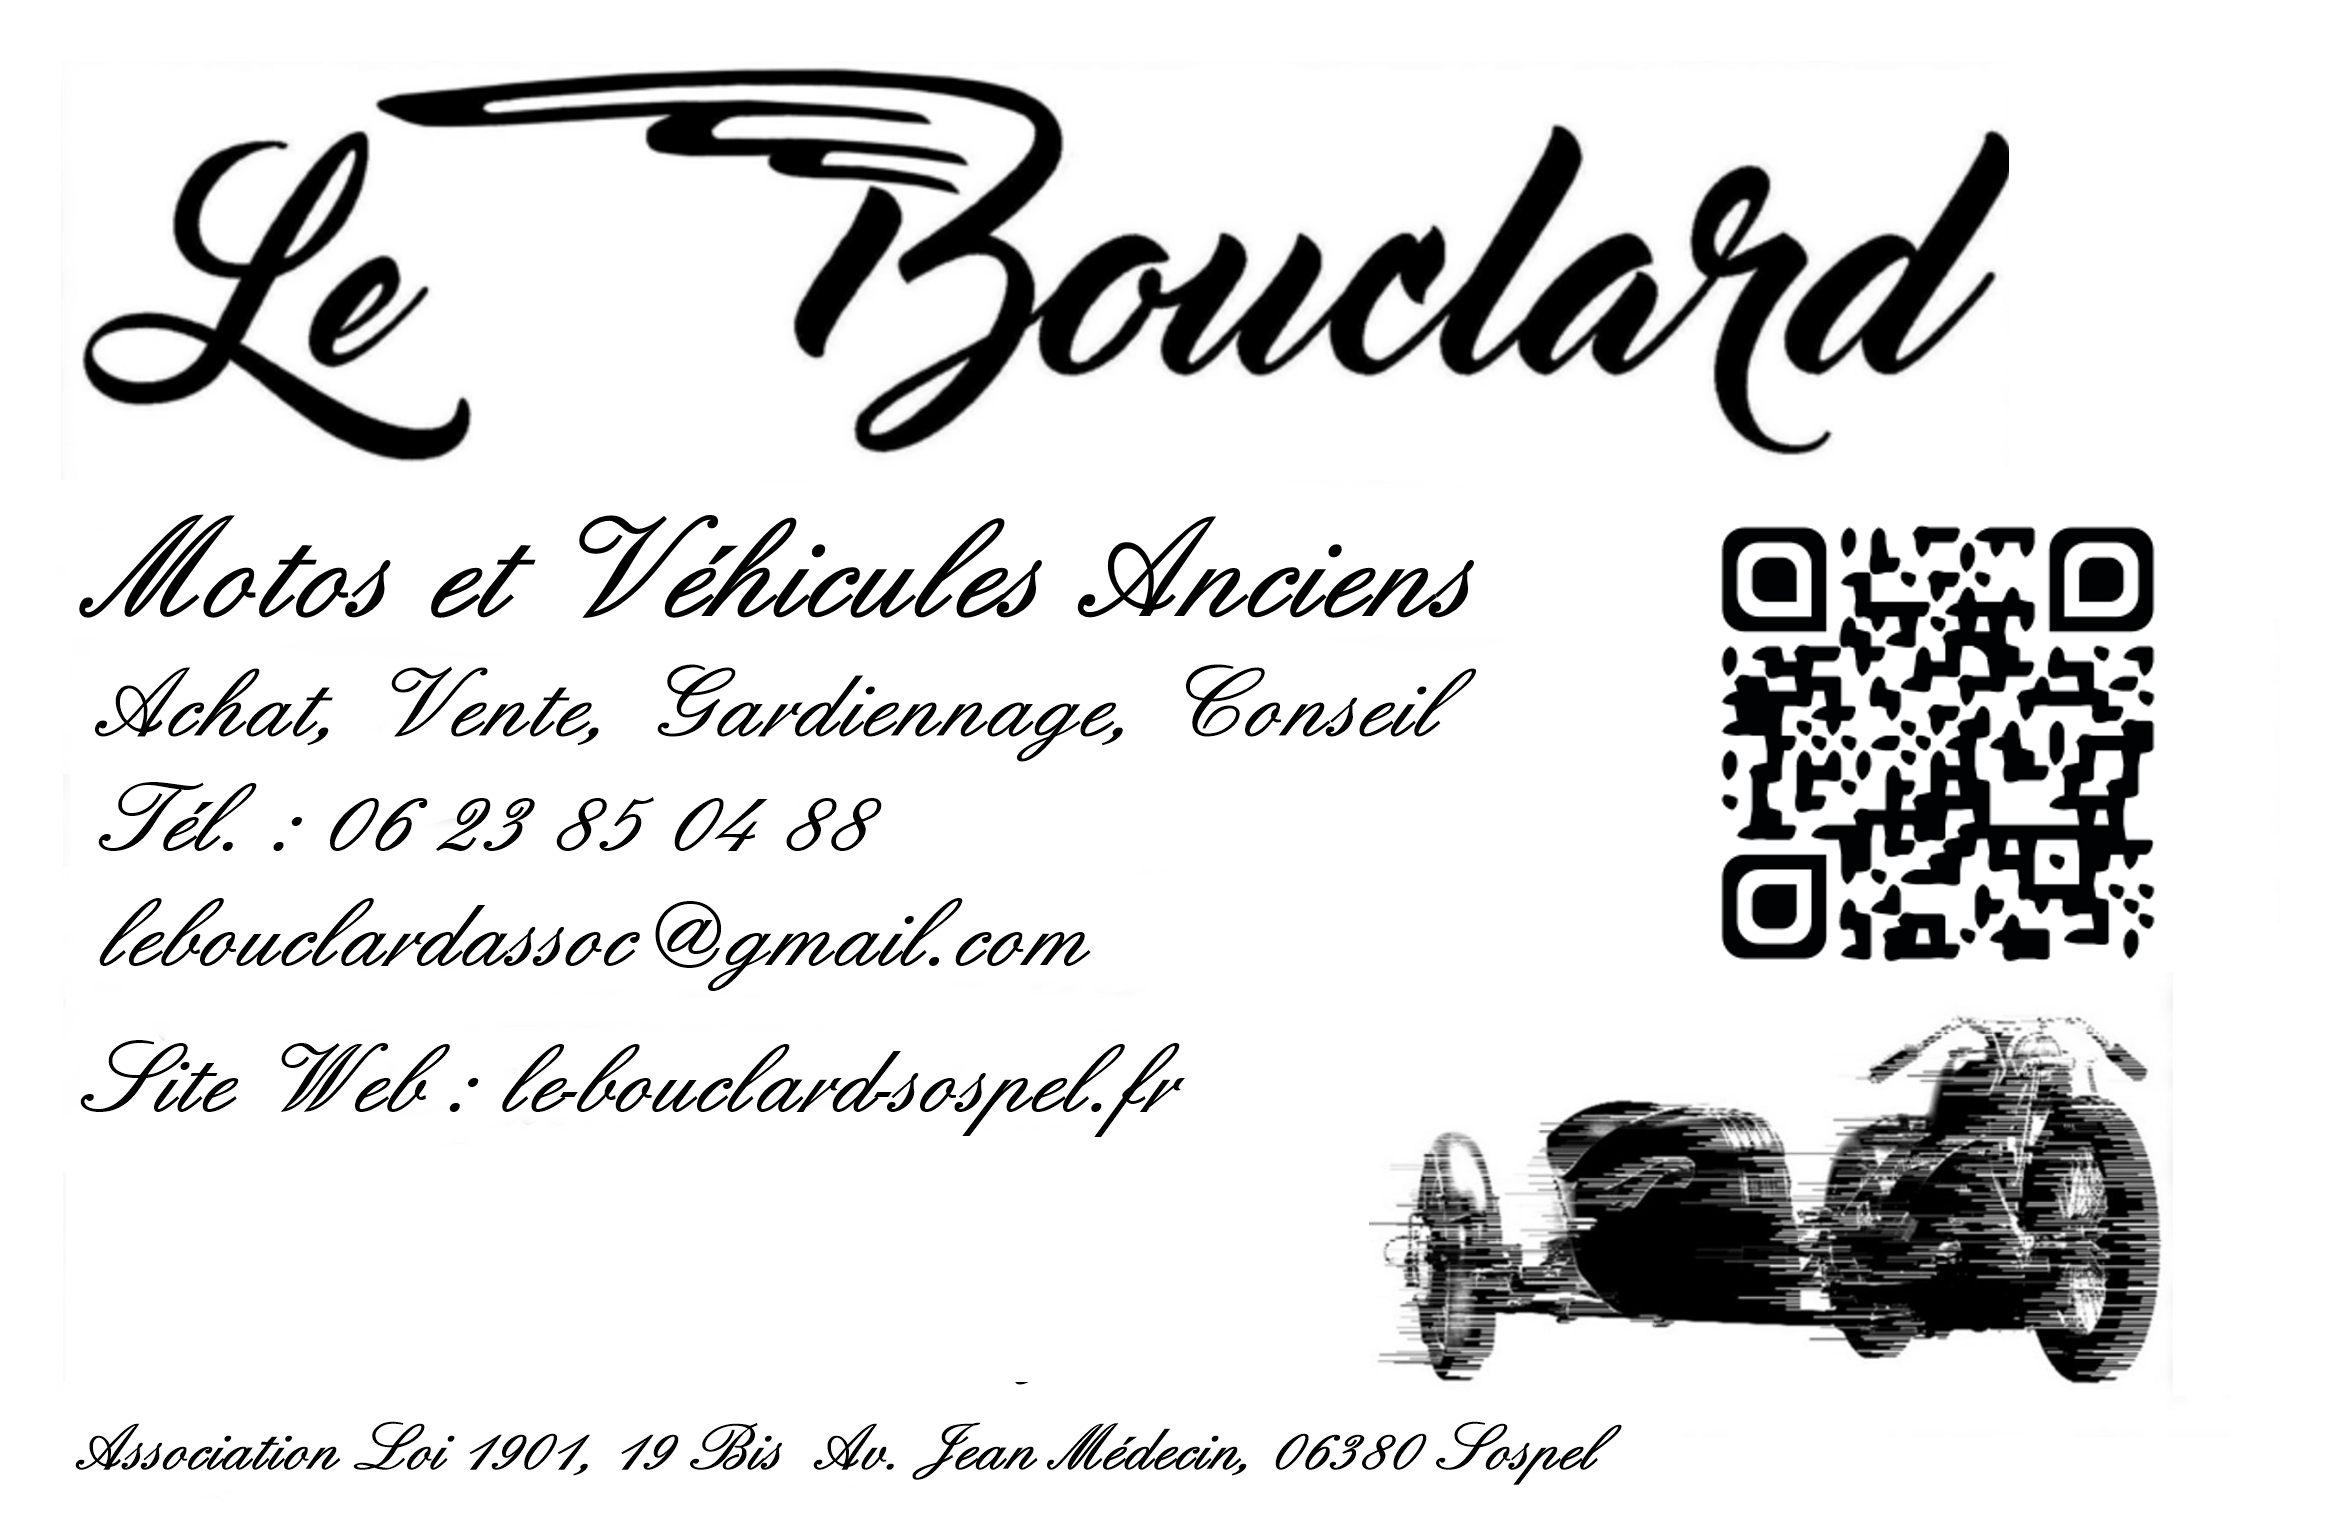 Le Bouclard
Motos et Véhicules Anciens
Achat, Vente, Gardiennage, Conseil
Tél. : 06 23 85 04 88
lebouclardassoc@gmail.com
Site Web : le-bouclard-sospel.fr
Association Loi 1901, 19 Bis Av. Jean Médecin, 06380 Sospel